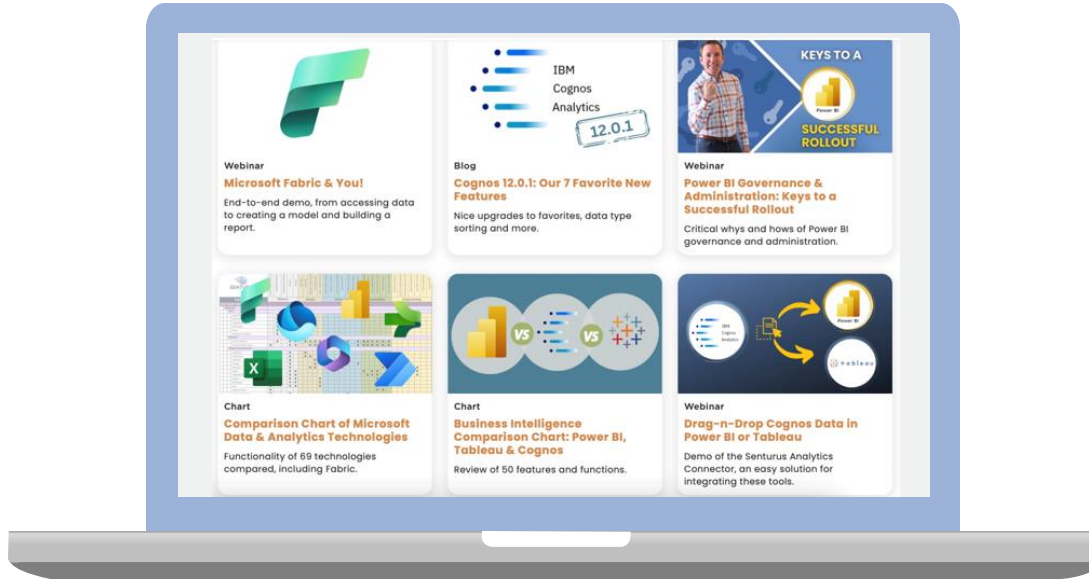 IBM
Cognos
Analytics
12.0.1
KEYS TO A
Power BI
SUCCESSFUL
ROLLOUT
Webinar
Microsoft Fabric & You!
End-to-end demo, from accessing data
to creating a model and building a
report.
Blog
Cognos 12.0.1: Our 7 Favorite New
Features
Nice upgrades to favorites, data type
sorting and more.
Webinar
Power BI Governance &
Administration: Keys to a
Successful Rollout
Critical whys and hows of Power BI
governance and administration.
X
Chart
Comparison Chart of Microsoft
Data & Analytics Technologies
Functionality of 69 technologies
compared, including Fabric.
VS
VS
Chart
Business Intelligence
Comparison Chart: Power BI,
Tableau & Cognos
Review of 50 features and functions.
IBM
Cognos
Analytics
Power BI
tableau
Webinar
Drag-n-Drop Cognos Data in
Power BI or Tableau
Demo of the Senturus Analytics
Connector, an easy solution for
integrating these tools.